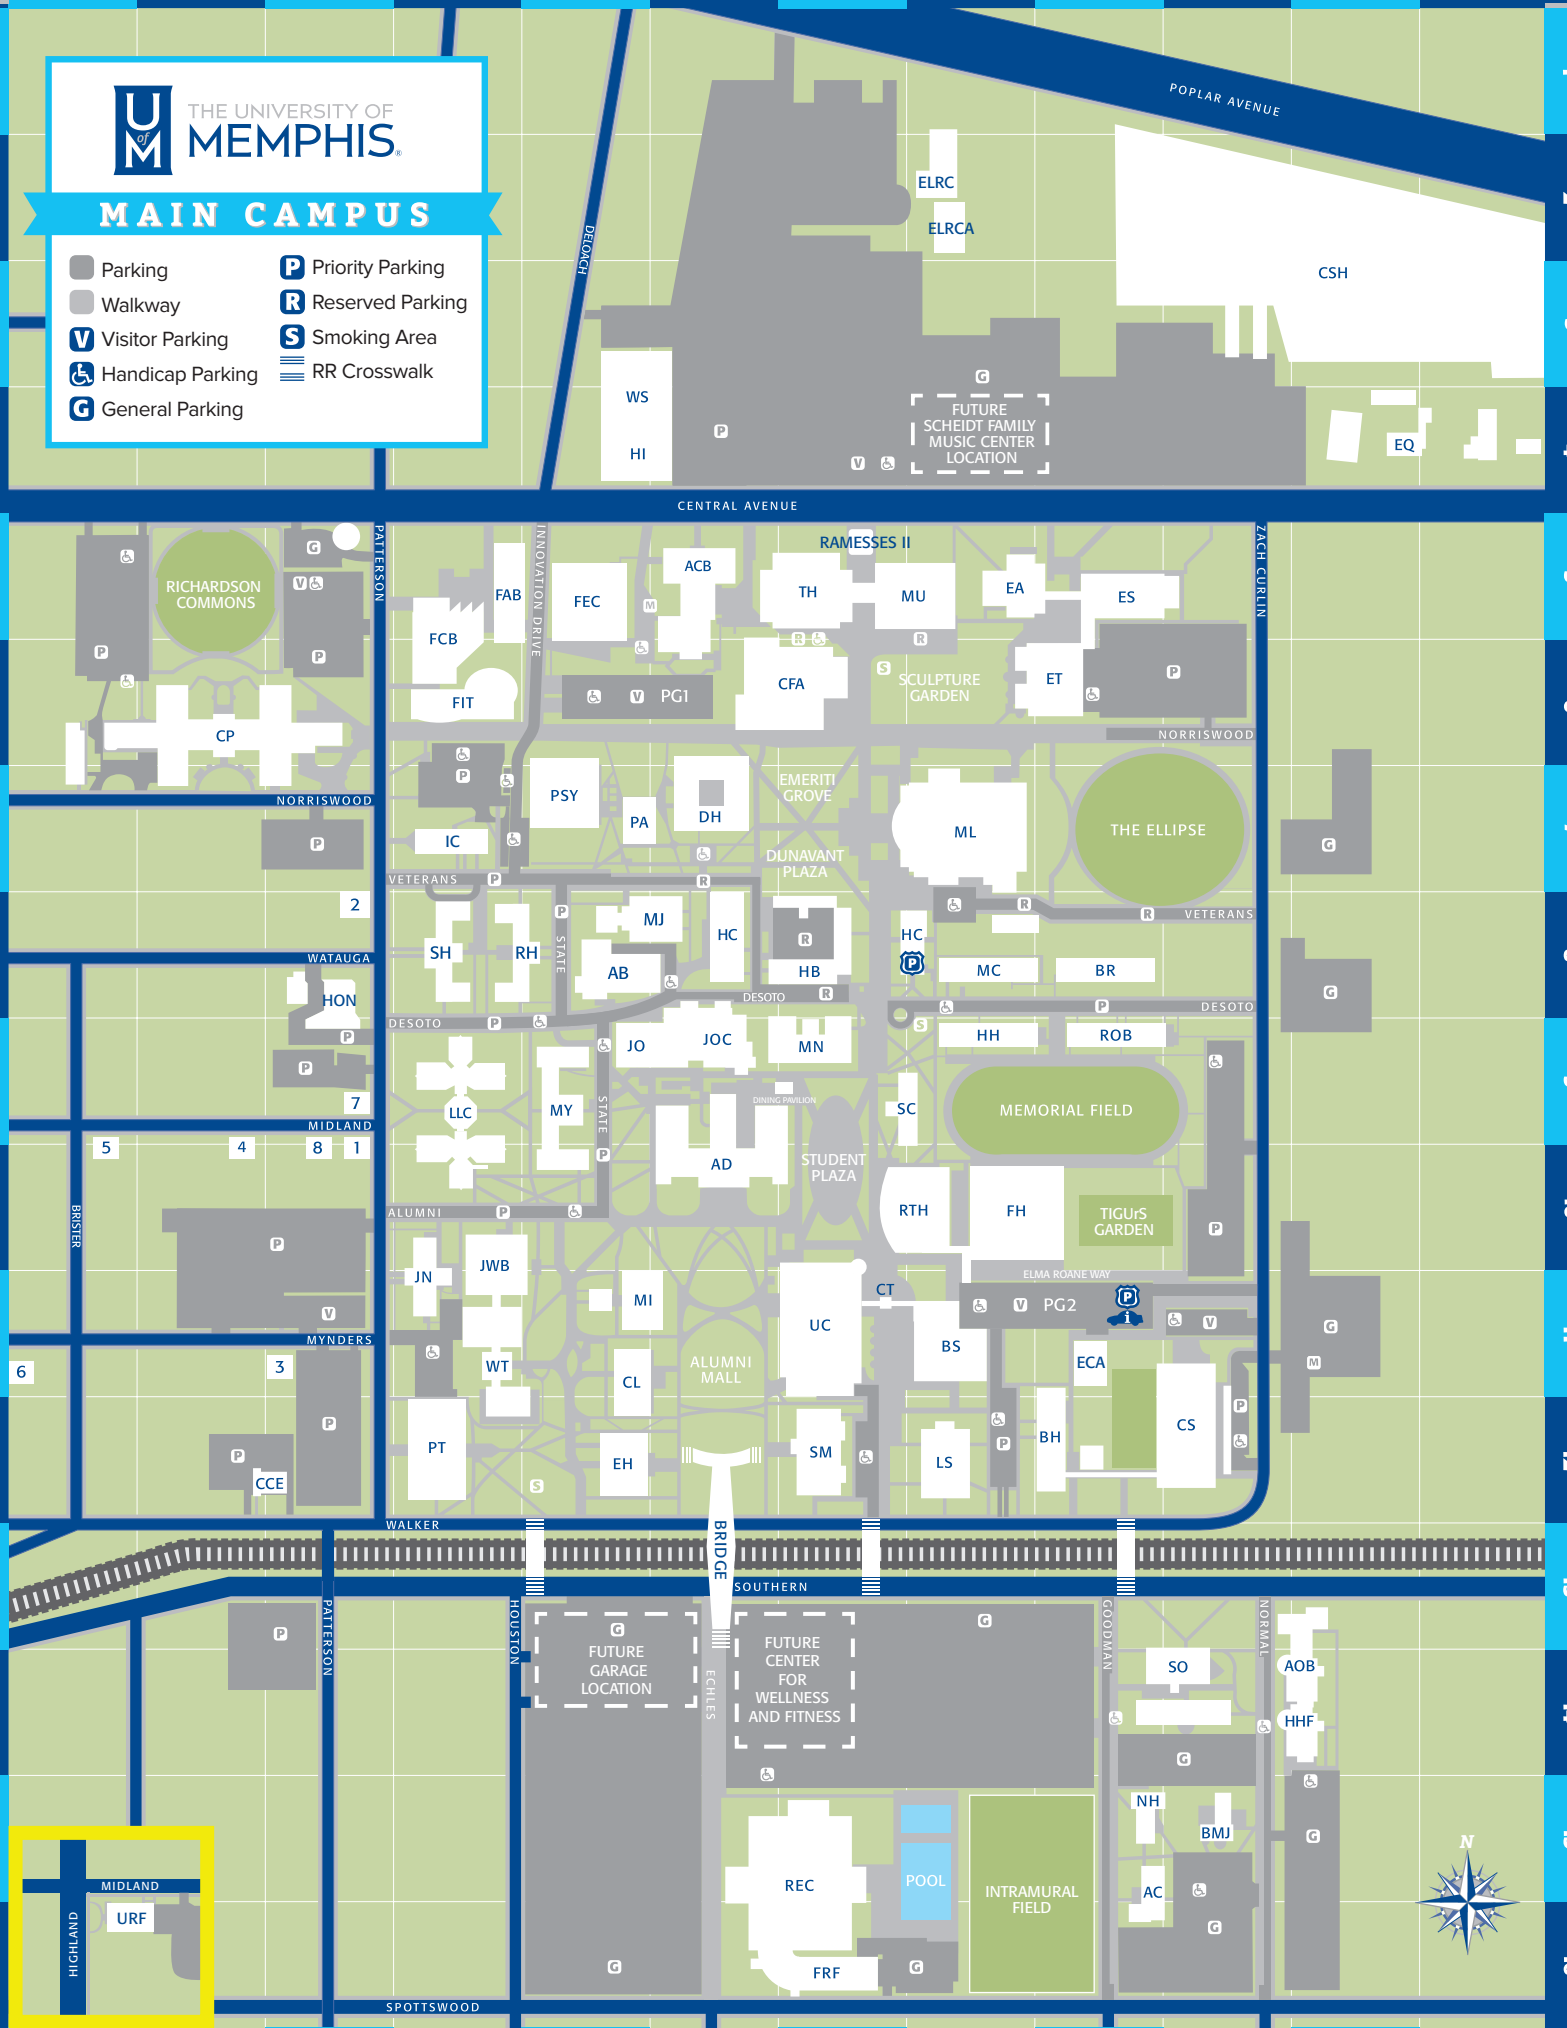 POPLAR AVENUE
U
of
M
THE UNIVERSITY OF
MEMPHIS®
MAIN CAMPUS
Parking
Walkway
V Visitor Parking
Handicap Parking
G General Parking
P Priority Parking
R Reserved Parking
S Smoking Area
RR Crosswalk
DELOACH
ELRC
ELRCA
CSH
WS
HI
G
P
V
FUTURE
SCHEIDT FAMILY
MUSIC CENTER
LOCATION
EQ
CENTRAL AVENUE
PATTERSON
INNOVATION DRIVE
ZACH CURLIN
RICHARDSON
COMMONS
G
V
P
P
CP
FAB
FCB
FIT
FEC
M
ACB
RAMESSES II
TH
MU
R
R
EA
ES
ET
P
S
SCULPTURE
GARDEN
CFA
V
PG1
NORRISWOOD
NORRISWOOD
P
P
IC
PSY
PA
DH
EMERITI
GROVE
DUNAVANT
PLAZA
ML
THE ELLIPSE
G
VETERANS
P
R
R
R
VETERANS
2
SH
RH
P
STATE
MJ
AB
HC
R
HB
HC
P
MC
BR
G
WATAUGA
HON
P
P
DESOTO
P
DESOTO
R
P
DESOTO
S
JO
JOC
MN
HH
ROB
7
MIDLAND
5
4
8
1
LLC
MY
STATE
P
DINING PAVILION
AD
STUDENT
PLAZA
SC
MEMORIAL FIELD
BRISTER
ALUMNI
P
RTH
FH
TIGUrS
GARDEN
P
P
V
JN
JWB
MI
CT
ELMA ROANE WAY
V
PG2
P
i
V
G
M
MYNDERS
6
3
WT
CL
ALUMNI
MALL
UC
BS
ECA
P
P
CCE
PT
EH
S
SM
LS
P
BH
CS
P
WALKER
BRIDGE
SOUTHERN
P
PATTERSON
HOUSTON
G
FUTURE
GARAGE
LOCATION
ECHLES
FUTURE
CENTER
FOR
WELLNESS
AND FITNESS
G
GOODMAN
NORMAL
SO
AOB
HHF
G
NH
BMJ
G
REC
POOL
INTRAMURAL
FIELD
AC
G
N
MIDLAND
URF
HIGHLAND
G
FRF
G
SPOTTSWOOD